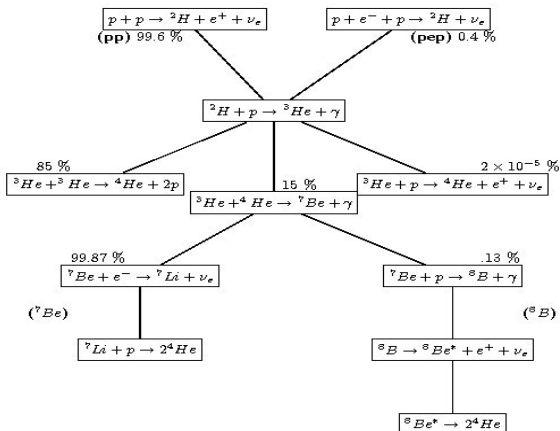 p + p → ²H + e⁺ + νₑ
p + e⁻ + p → ²H + νₑ
(pp) 99.6 %
(pep) 0.4 %
²H + p → ³He + γ
85 %
³He + ³He → ⁴He + 2p
15 %
³He + ⁴He → ⁷Be + γ
2 × 10⁻⁵ %
³He + p → ⁴He + e⁺ + νₑ
99.87 %
⁷Be + e⁻ → ⁷Li + νₑ
.13 %
⁷Be + p → ⁸B + γ
(⁷Be)
(⁸B)
⁷Li + p → 2⁴He
⁸B → ⁸Be* + e⁺ + νₑ
⁸Be* → 2⁴He